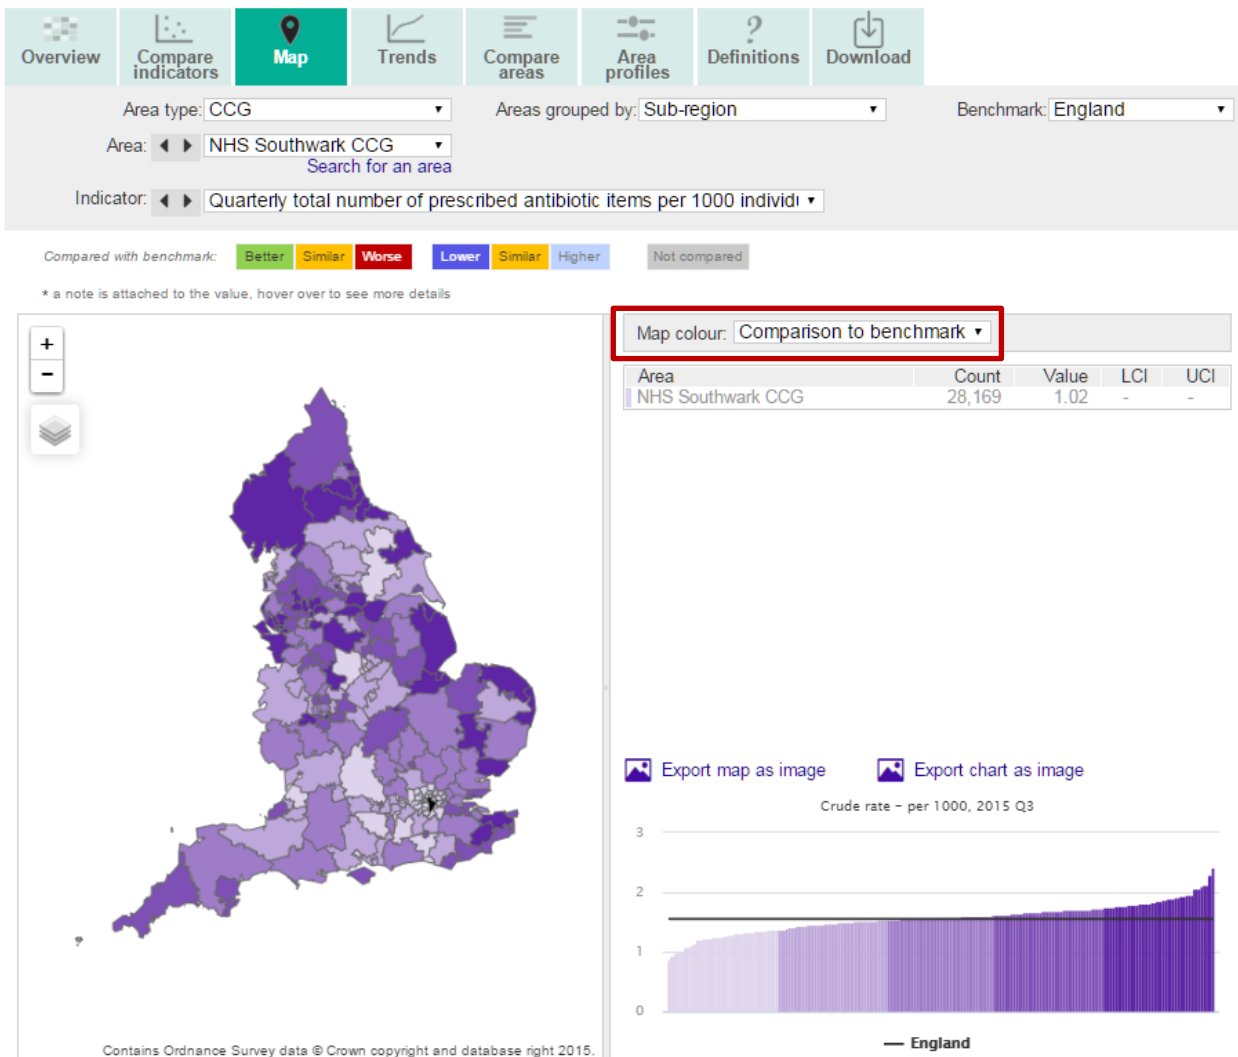 Overview
Compare indicators
Map
Trends
Compare areas
Area profiles
?
Definitions
Download
Area type: CCG
Areas grouped by: Sub-region
Benchmark: England
Area: NHS Southwark CCG
Search for an area
Indicator: Quarterly total number of prescribed antibiotic items per 1000 individu
Compared with benchmark: Better Similar Worse Lower Similar Higher Not compared
* a note is attached to the value, hover over to see more details
+
−
Map colour: Comparison to benchmark
Area Count Value LCI UCI
NHS Southwark CCG 28,169 1.02 - -
Export map as image
Export chart as image
Crude rate - per 1000, 2015 Q3
3
2
1
0
England
Contains Ordnance Survey data © Crown copyright and database right 2015.